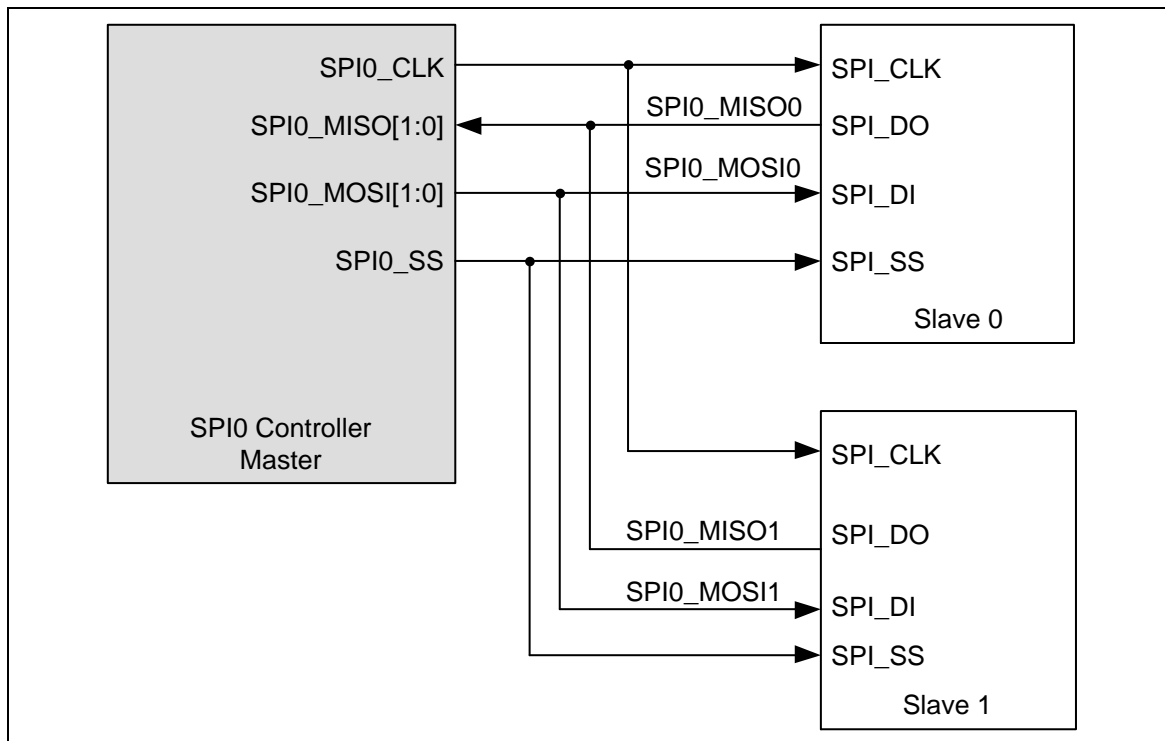 SPI0_CLK
SPI0_MISO[1:0]
SPI0_MOSI[1:0]
SPI0_SS
SPI0 Controller
Master
SPI0_MISO0
SPI0_MOSI0
SPI_CLK
SPI_DO
SPI_DI
SPI_SS
Slave 0
SPI0_MISO1
SPI0_MOSI1
SPI_CLK
SPI_DO
SPI_DI
SPI_SS
Slave 1